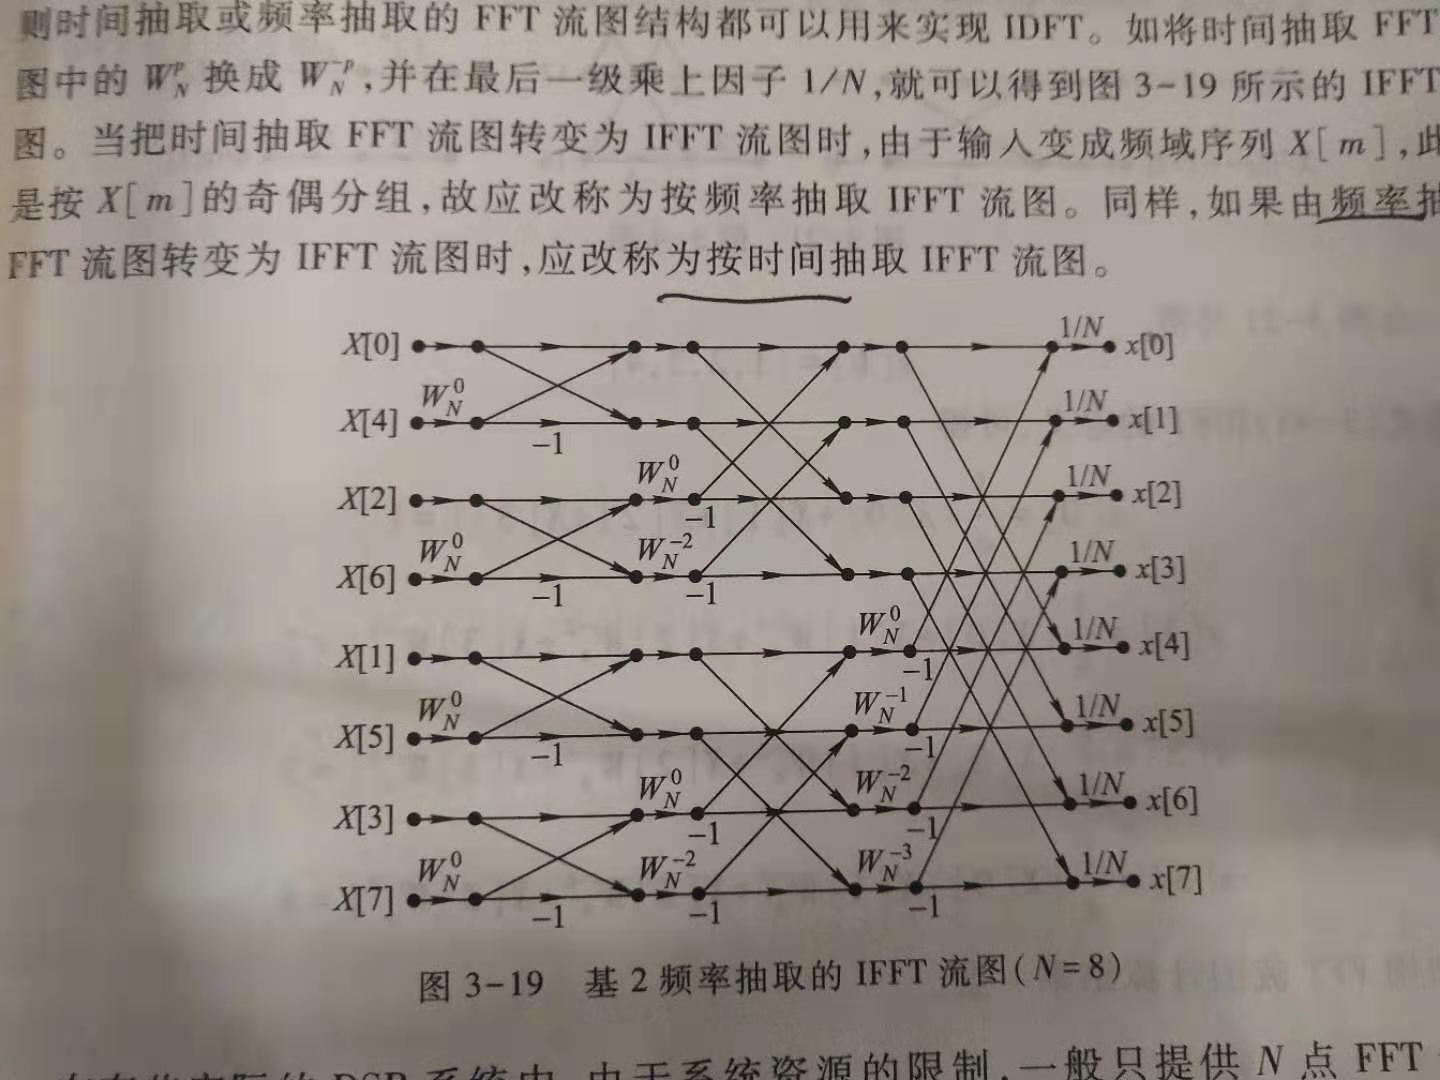 则时间抽取或频率抽取的 FFT 流图结构都可以用来实现 IDFT。如将时间抽取 FFT
图中的 W_N^p 换成 W_N^{-p},并在最后一级乘上因子 1/N,就可以得到图 3-19 所示的 IFFT
图。当把时间抽取 FFT 流图转变为 IFFT 流图时,由于输入变成频域序列 X[m],此
是按 X[m]的奇偶分组,故应改称为按频率抽取 IFFT 流图。同样,如果由频率抽
FFT 流图转变为 IFFT 流图时,应改称为按时间抽取 IFFT 流图。
X[0] 1/N x[0]
X[4] W_N^0 -1 1/N x[1]
X[2] W_N^0 -1 1/N x[2]
X[6] W_N^0 -1 W_N^{-2} -1 1/N x[3]
X[1] W_N^0 -1 1/N x[4]
X[5] W_N^0 -1 W_N^{-1} -1 1/N x[5]
X[3] W_N^0 -1 W_N^{-2} -1 1/N x[6]
X[7] W_N^0 -1 W_N^{-2} -1 W_N^{-3} -1 1/N x[7]
图 3-19 基 2 频率抽取的 IFFT 流图(N=8)
系统中,由于系统资源的限制,一般只提供 N 点 FFT